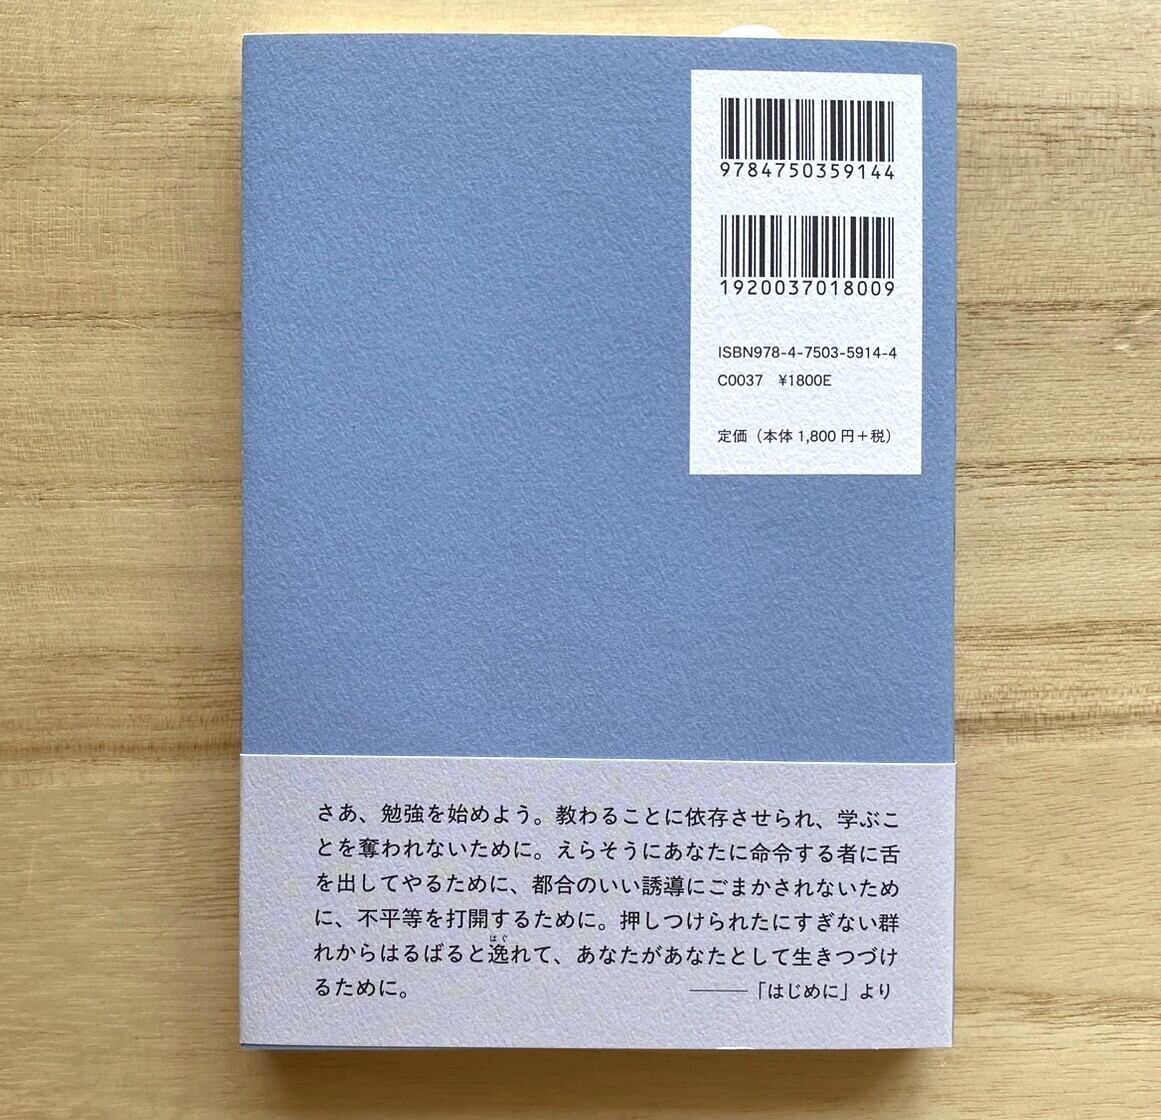 9784750359144
1920037018009
ISBN978-4-7503-5914-4
C0037 ¥1800E
定価（本体 1,800 円＋税）
さあ、勉強を始めよう。教わることに依存させられ、学ぶこ
とを奪われないために。えらそうにあなたに命令する者に舌
を出してやるために、都合のいい誘導にごまかされないため
に、不平等を打開するために。押しつけられたにすぎない群
はぐ
れからはるばると逸れて、あなたがあなたとして生きつづけ
るために。 ――「はじめに」より